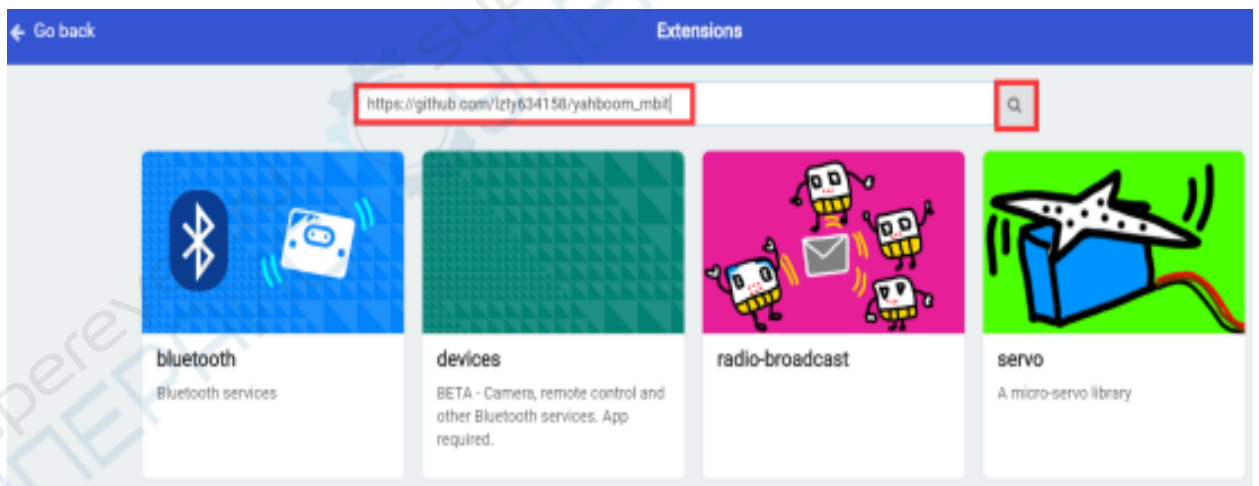 Go back
Extensions
https://github.com/lzty634158/yahboom_mbit
bluetooth
Bluetooth services
devices
BETA - Camera, remote control and
other Bluetooth services. App
required.
radio-broadcast
servo
A micro-servo library